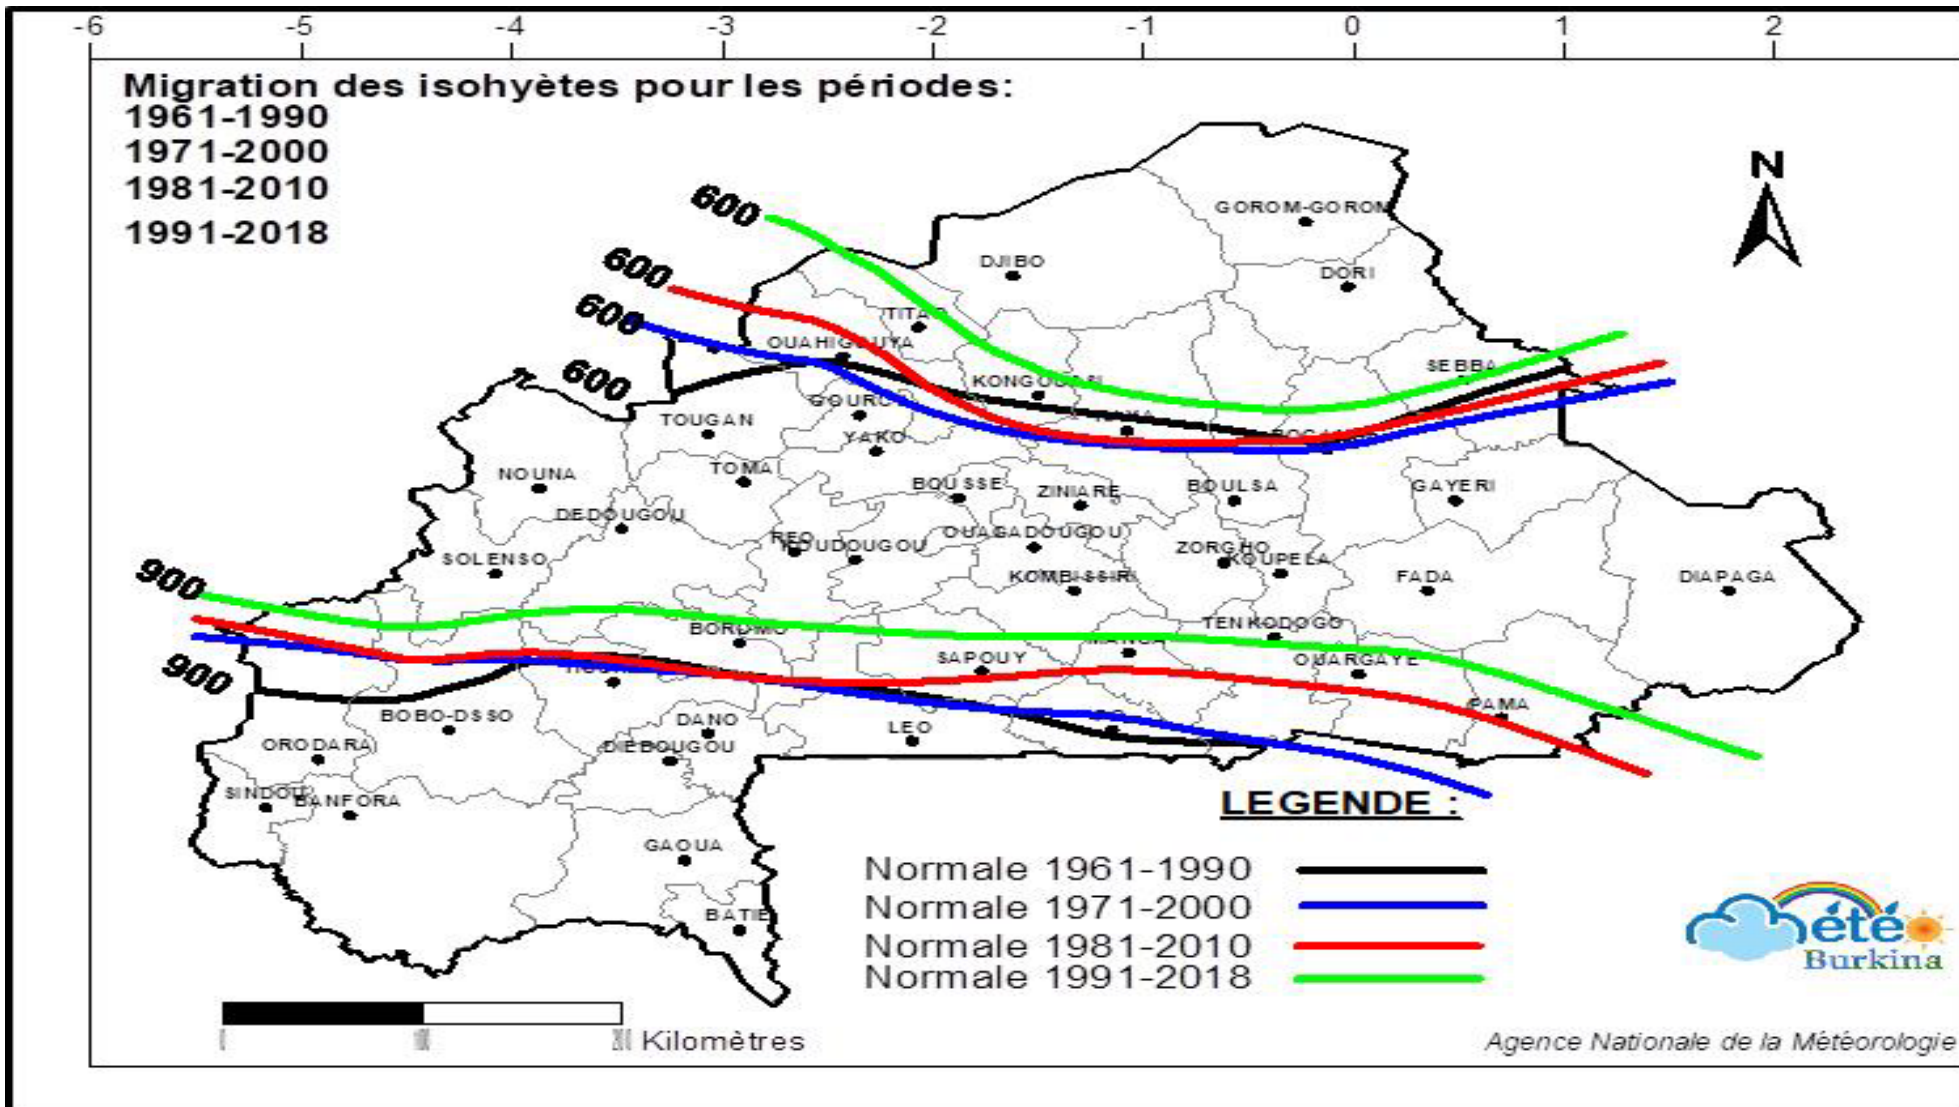 -6 -5 -4 -3 -2 -1 0 1 2
Migration des isohyètes pour les périodes:
1961-1990
1971-2000
1981-2010
1991-2018
N
600
600
600
600
GOROM-GOROM
DJIBO
DORI
OUAHIGOUYA
SEBBA
TOUGAN
YAKO
TOMA
NOUNA
BOUSSE
ZINIARE
BOULSA
GAYERI
DEDOUGOU
OUAGADOUGOU
REO
KOUDOUGOU
SOLENSO
ZORGHO
KOUPELA
KOMBISSIRI
FADA
DIAPAGA
900
BOROMO
TENKODOGO
MANGA
SAPOUY
OUARGAYE
900
PAMA
BOBO-DSSO
DANO
LEO
ORODARA
DIEBOUGOU
SINDOU
BANFORA
GAOUA
BATIE
LEGENDE :
Normale 1961-1990
Normale 1971-2000
Normale 1981-2010
Normale 1991-2018
été
Burkina
Kilomètres
Agence Nationale de la Météorologie